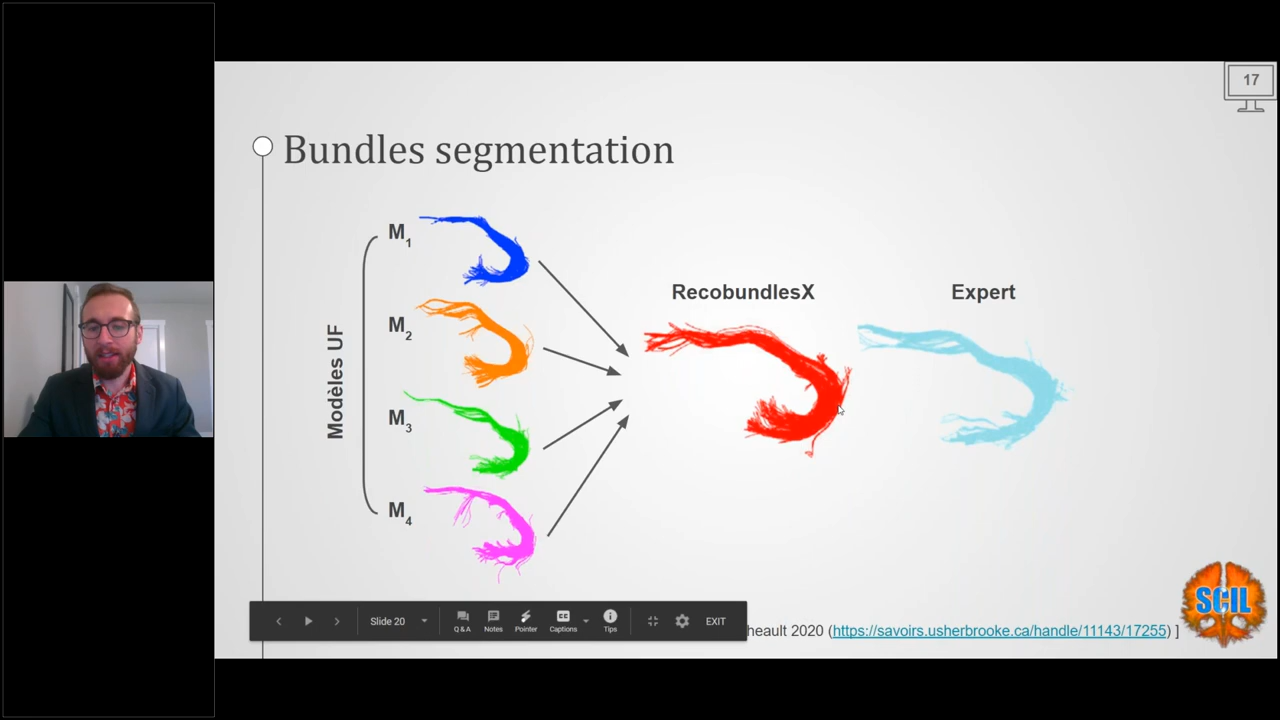 17
Bundles segmentation
Modèles UF
M1
M2
M3
M4
RecobundlesX
Expert
Slide 20
Q&A
Notes
Pointer
CC
Captions
Tips
EXIT
heault 2020 (https://savoirs.usherbrooke.ca/handle/11143/17255) ]
SCIL